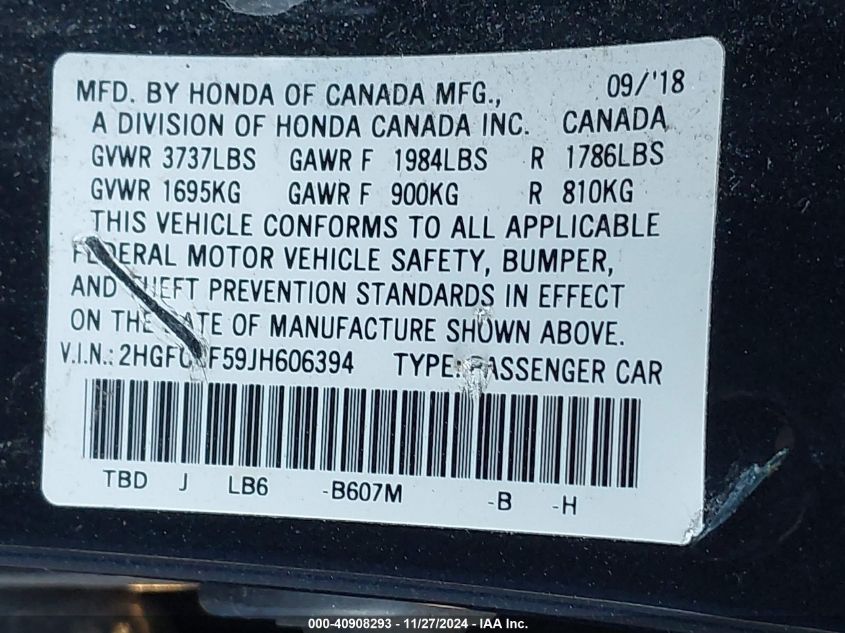 MFD. BY HONDA OF CANADA MFG., 09/'18
A DIVISION OF HONDA CANADA INC. CANADA
GVWR 3737LBS GAWR F 1984LBS R 1786LBS
GVWR 1695KG GAWR F 900KG R 810KG
THIS VEHICLE CONFORMS TO ALL APPLICABLE
FEDERAL MOTOR VEHICLE SAFETY, BUMPER,
AND THEFT PREVENTION STANDARDS IN EFFECT
ON THE DATE OF MANUFACTURE SHOWN ABOVE.
V.I.N.: TYPE: PASSENGER CAR
TBD J LB6 -B607M -B -H
000-40908293 - 11/27/2024 - IAA Inc.